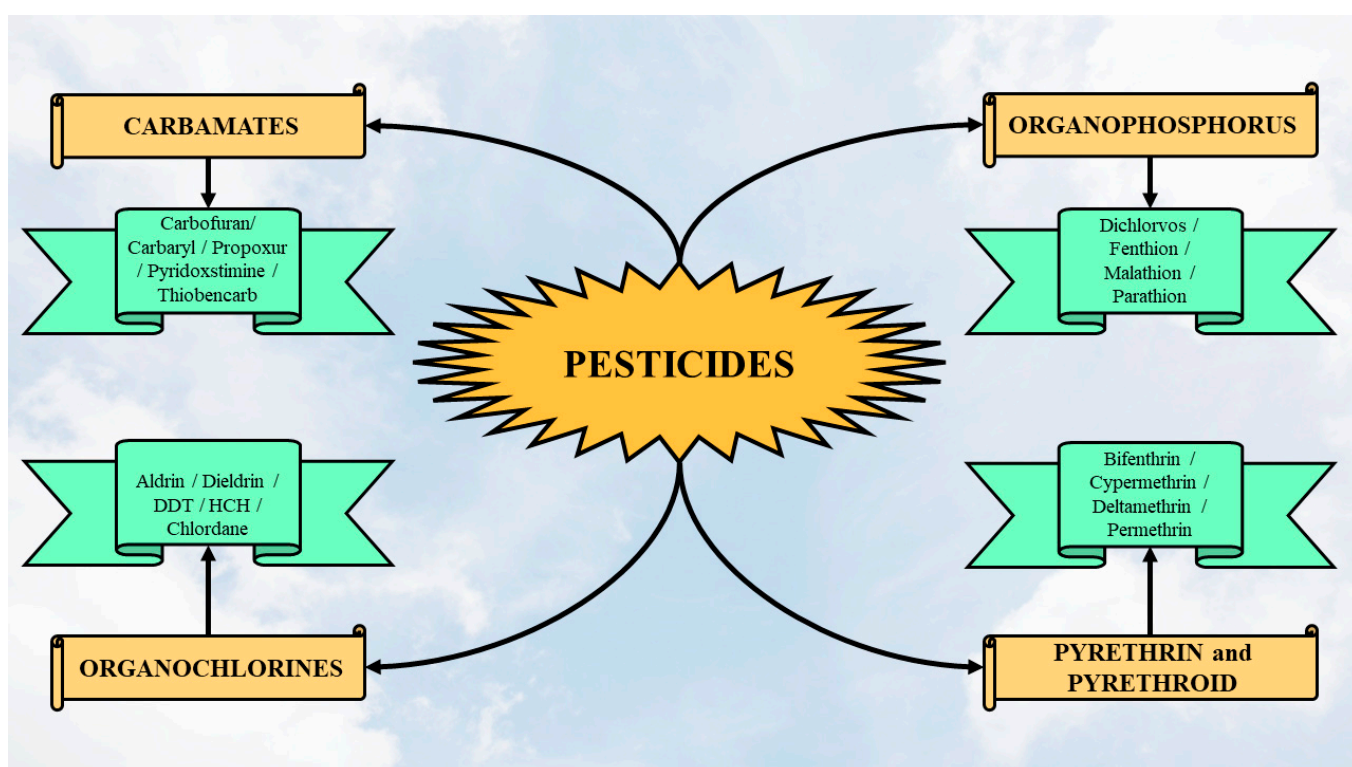 CARBAMATES
Carbofuran/
Carbaryl / Propoxur
/ Pyridoxstimine /
Thiobencarb
ORGANOPHOSPHORUS
Dichlorvos /
Fenthion /
Malathion /
Parathion
PESTICIDES
Aldrin / Dieldrin /
DDT / HCH /
Chlordane
ORGANOCHLORINES
Bifenthrin /
Cypermethrin /
Deltamethrin /
Permethrin
PYRETHRIN and
PYRETHROID